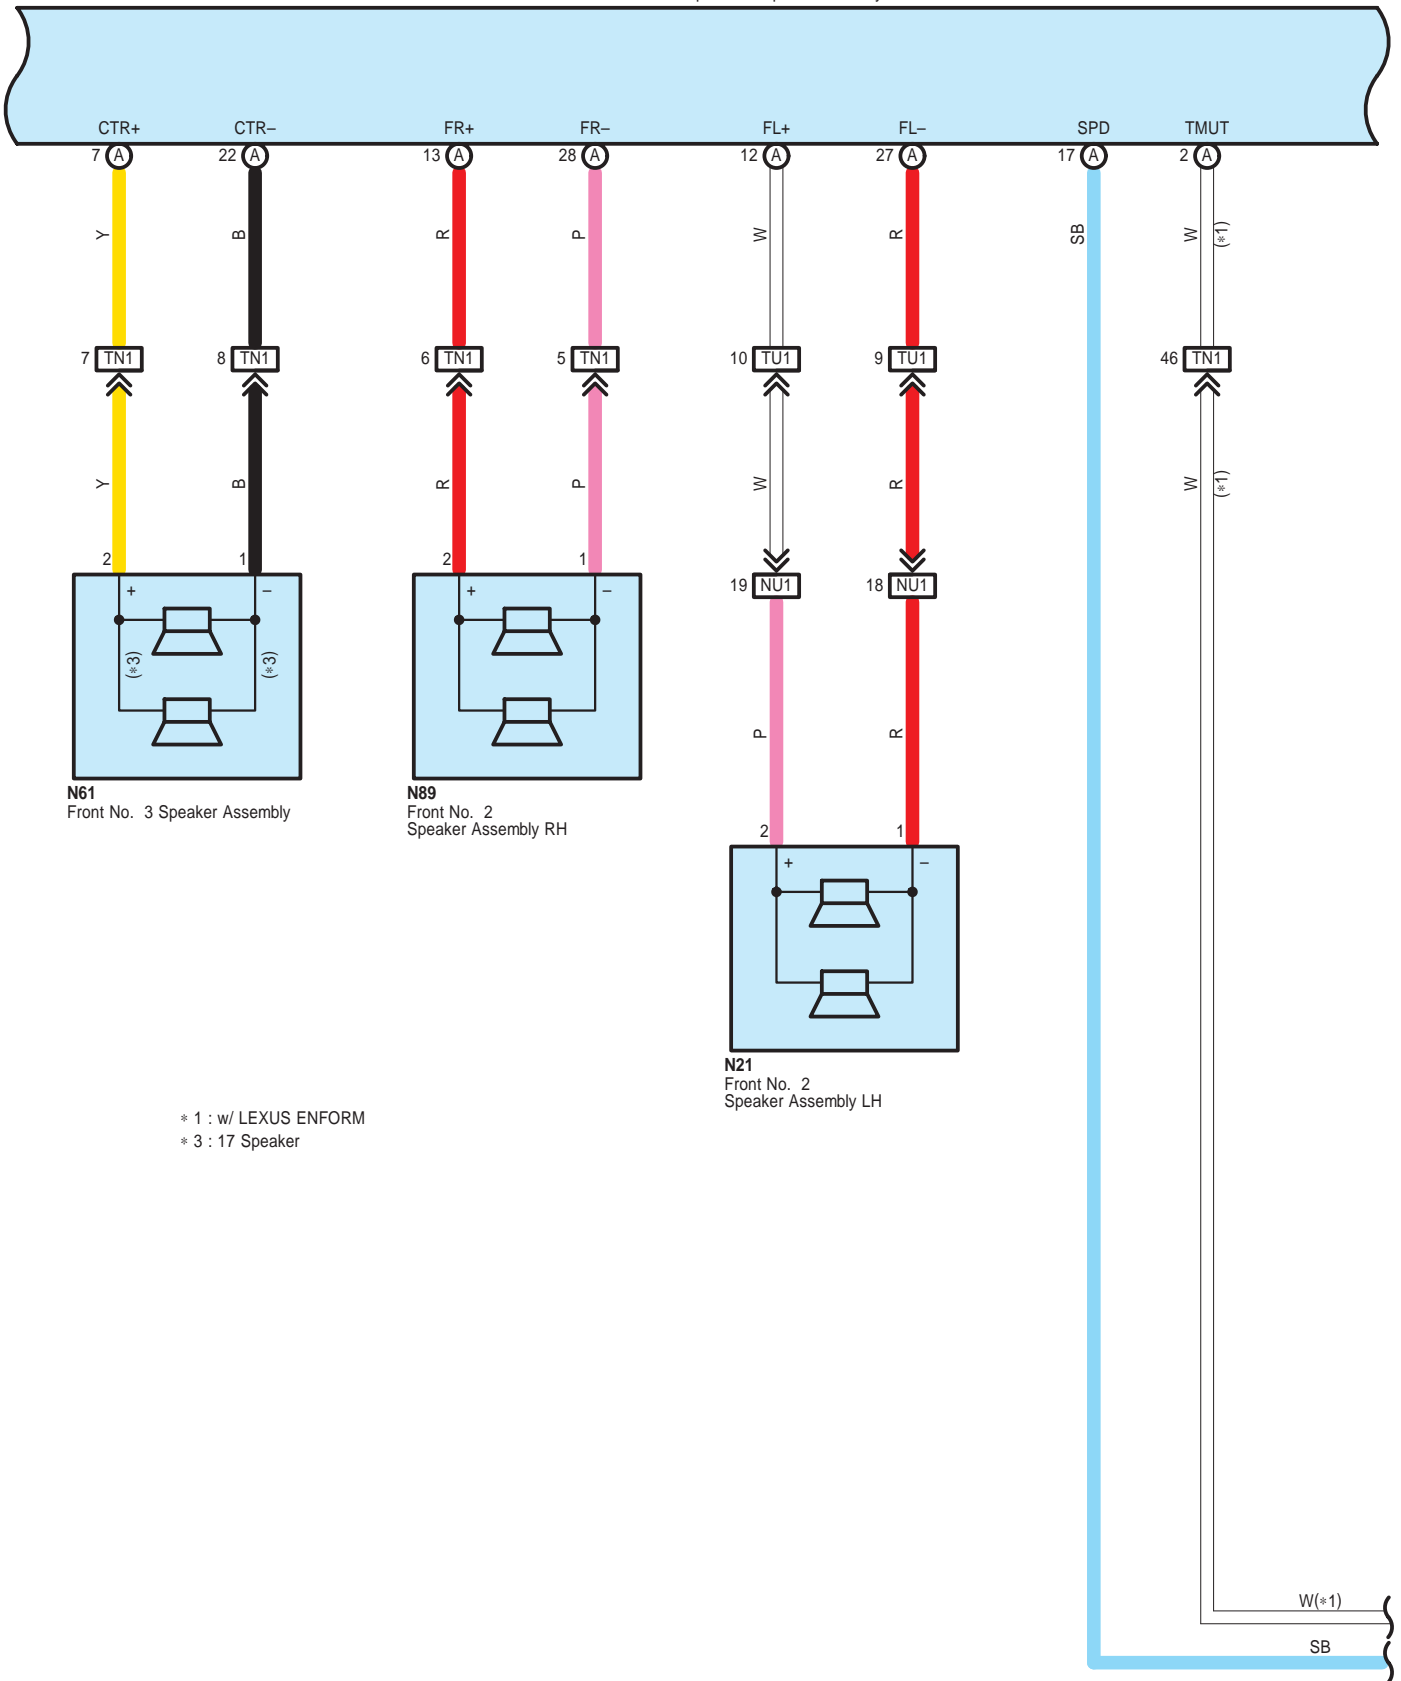 CTR+ CTR– FR+ FR– FL+ FL– SPD TMUT
7 A 22 A 13 A 28 A 12 A 27 A 17 A 2 A
Y B R P W R SB W (*1)
7 TN1 8 TN1 6 TN1 5 TN1 10 TU1 9 TU1 46 TN1
Y B R P W R W (*1)
2 1 2 1
19 NU1 18 NU1
+ – + –
(*3) (*3)
P R
N61
Front No. 3 Speaker Assembly
N89
Front No. 2
Speaker Assembly RH
2 1
+ –
N21
Front No. 2
Speaker Assembly LH
* 1 : w/ LEXUS ENFORM
* 3 : 17 Speaker
W(*1)
SB